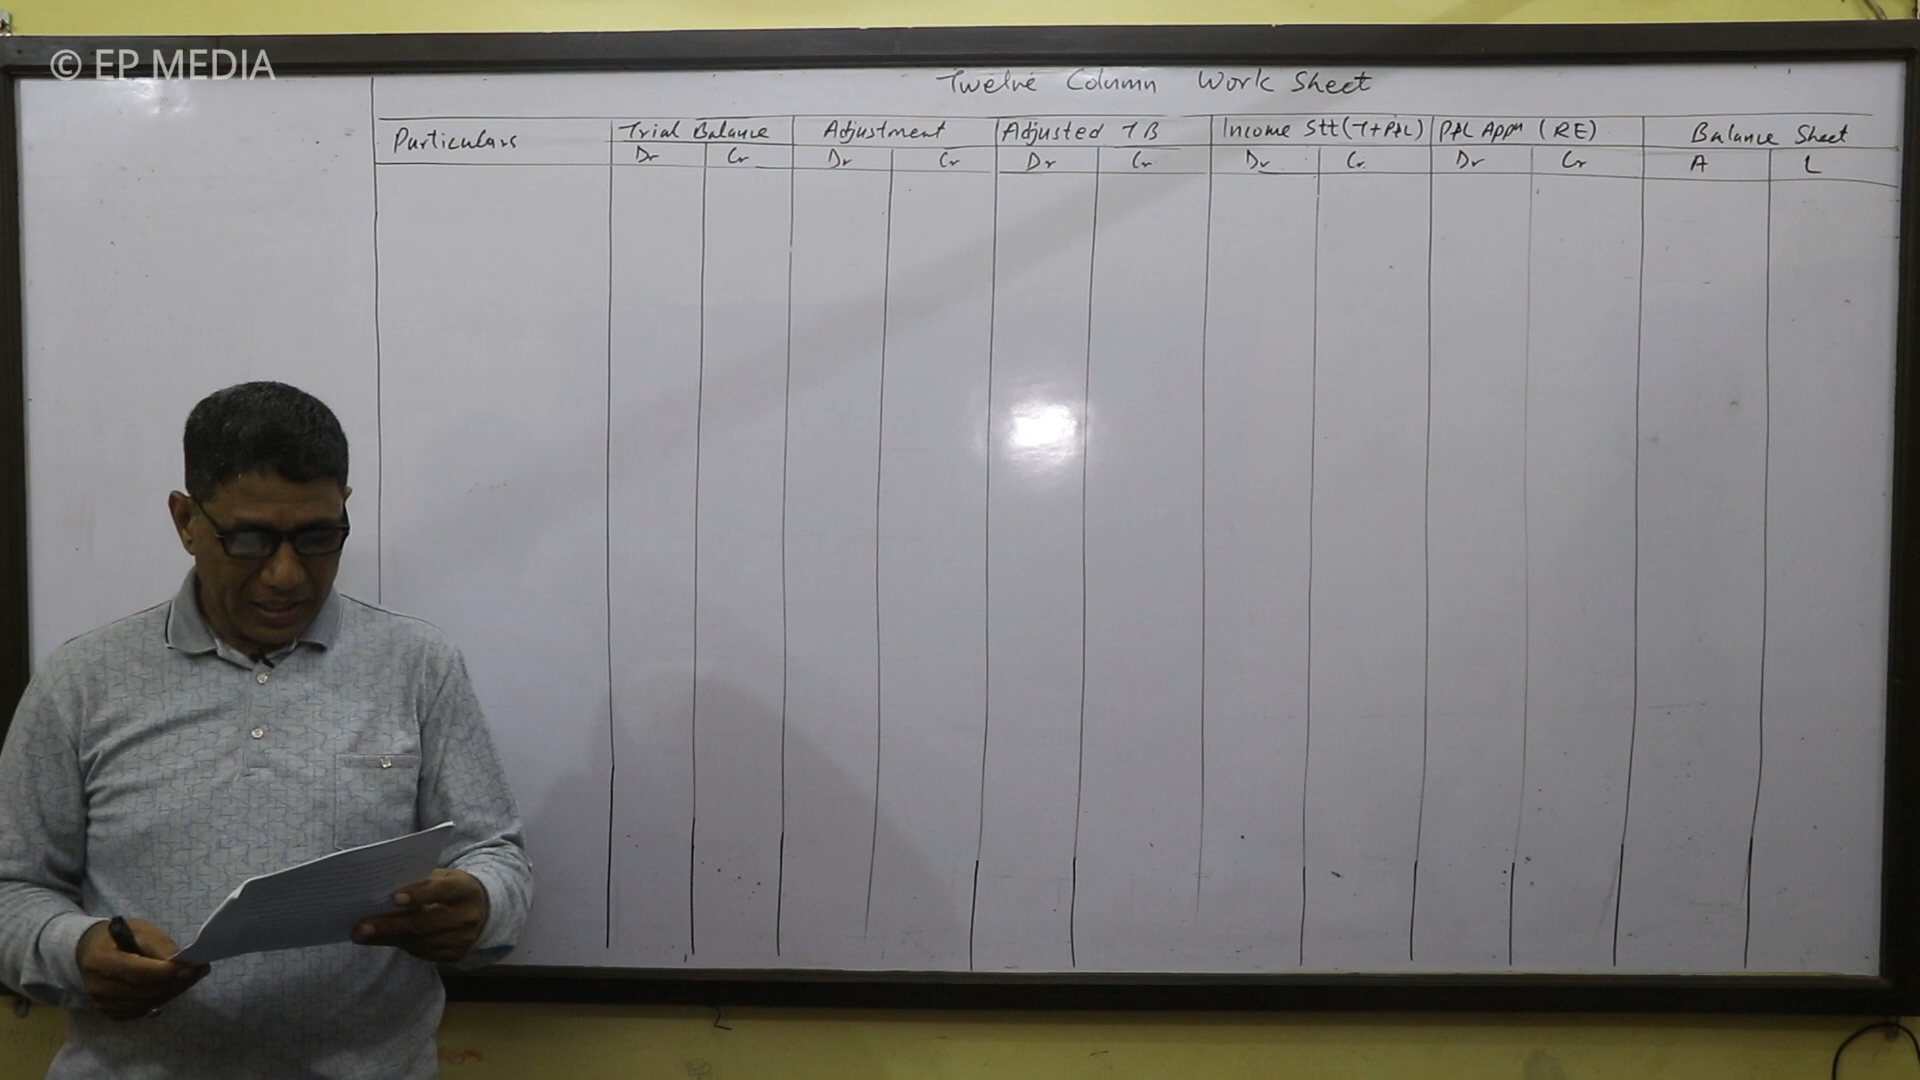 © EP MEDIA
Twelve Column Work Sheet
Particulars Trial Balance Adjustment Adjusted TB Income Stt (T+P&L) P&L Appn (RE) Balance Sheet
Dr Cr Dr Cr Dr Cr Dr Cr Dr Cr A L